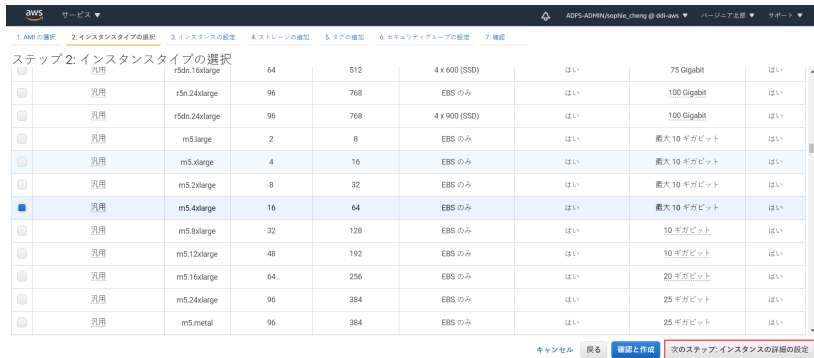 aws サービス ▼ ADFS-ADMIN/sophie_cheng @ ddi-aws ▼ バージニア北部 ▼ サポート ▼
1. AMI の選択 2. インスタンスタイプの選択 3. インスタンスの設定 4. ストレージの追加 5. タグの追加 6. セキュリティグループの設定 7. 確認
ステップ 2: インスタンスタイプの選択
汎用 r5dn.16xlarge 64 512 4 x 600 (SSD) はい 75 Gigabit はい
汎用 r5n.24xlarge 96 768 EBS のみ はい 100 Gigabit はい
汎用 r5dn.24xlarge 96 768 4 x 900 (SSD) はい 100 Gigabit はい
汎用 m5.large 2 8 EBS のみ はい 最大 10 ギガビット はい
汎用 m5.xlarge 4 16 EBS のみ はい 最大 10 ギガビット はい
汎用 m5.2xlarge 8 32 EBS のみ はい 最大 10 ギガビット はい
汎用 m5.4xlarge 16 64 EBS のみ はい 最大 10 ギガビット はい
汎用 m5.8xlarge 32 128 EBS のみ はい 10 ギガビット はい
汎用 m5.12xlarge 48 192 EBS のみ はい 10 ギガビット はい
汎用 m5.16xlarge 64 256 EBS のみ はい 20 ギガビット はい
汎用 m5.24xlarge 96 384 EBS のみ はい 25 ギガビット はい
汎用 m5.metal 96 384 EBS のみ はい 25 ギガビット はい
キャンセル 戻る 確認と作成 次のステップ: インスタンスの詳細の設定